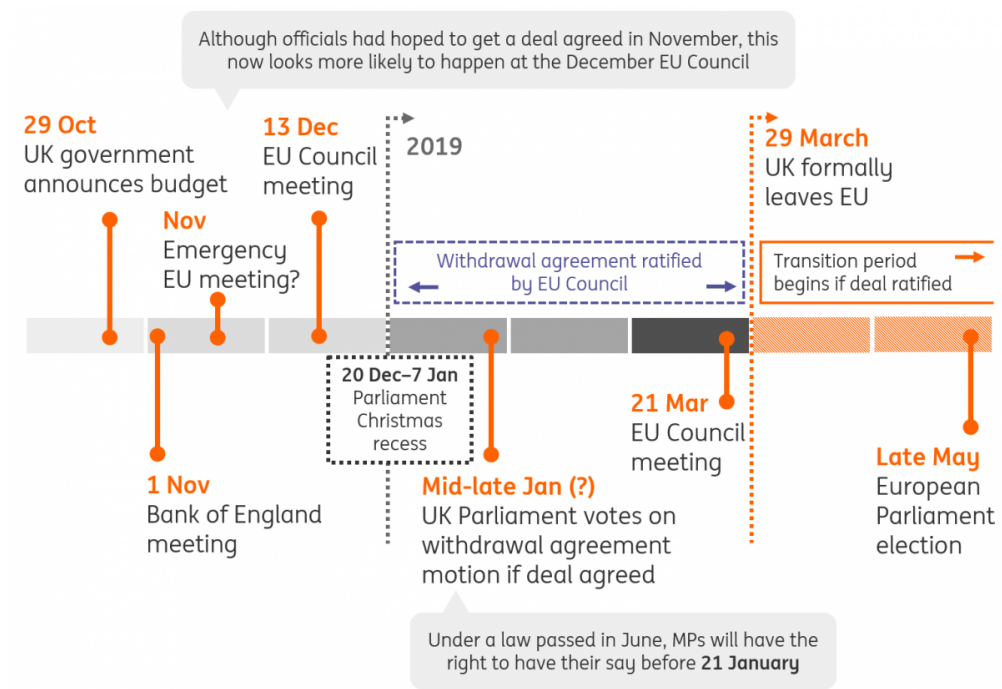 Although officials had hoped to get a deal agreed in November, this
now looks more likely to happen at the December EU Council
29 Oct
UK government
announces budget
13 Dec
EU Council
meeting
2019
29 March
UK formally
leaves EU
Nov
Emergency
EU meeting?
Withdrawal agreement ratified
by EU Council
Transition period
begins if deal ratified
20 Dec–7 Jan
Parliament
Christmas
recess
21 Mar
EU Council
meeting
1 Nov
Bank of England
meeting
Mid-late Jan (?)
UK Parliament votes on
withdrawal agreement
motion if deal agreed
Late May
European
Parliament
election
Under a law passed in June, MPs will have the
right to have their say before 21 January